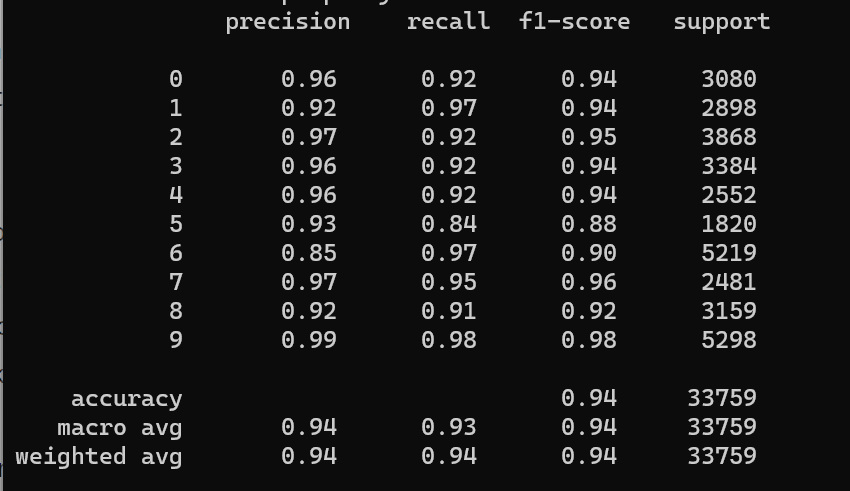 precision recall f1-score support
0 0.96 0.92 0.94 3080
1 0.92 0.97 0.94 2898
2 0.97 0.92 0.95 3868
3 0.96 0.92 0.94 3384
4 0.96 0.92 0.94 2552
5 0.93 0.84 0.88 1820
6 0.85 0.97 0.90 5219
7 0.97 0.95 0.96 2481
8 0.92 0.91 0.92 3159
9 0.99 0.98 0.98 5298
accuracy 0.94 33759
macro avg 0.94 0.93 0.94 33759
weighted avg 0.94 0.94 0.94 33759